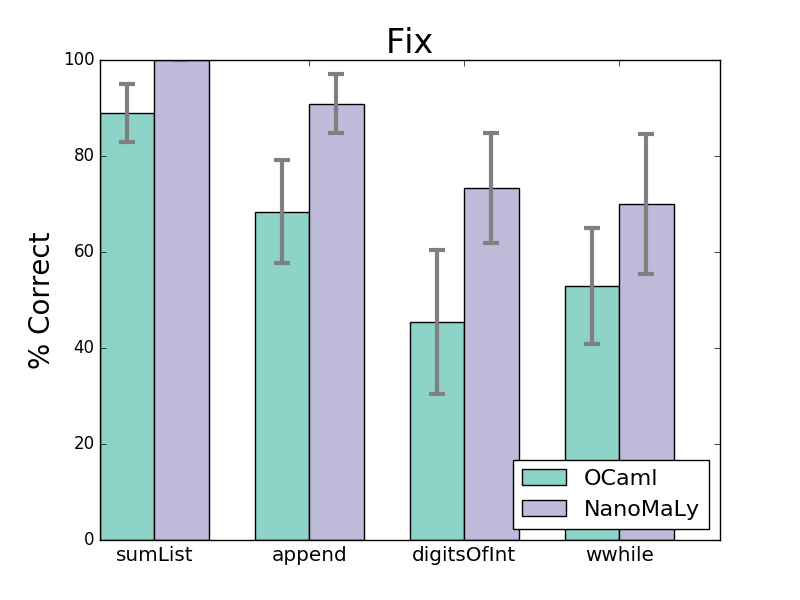 Fix
% Correct
100
80
60
40
20
0
sumList
append
digitsOfInt
wwhile
OCaml
NanoMaLy